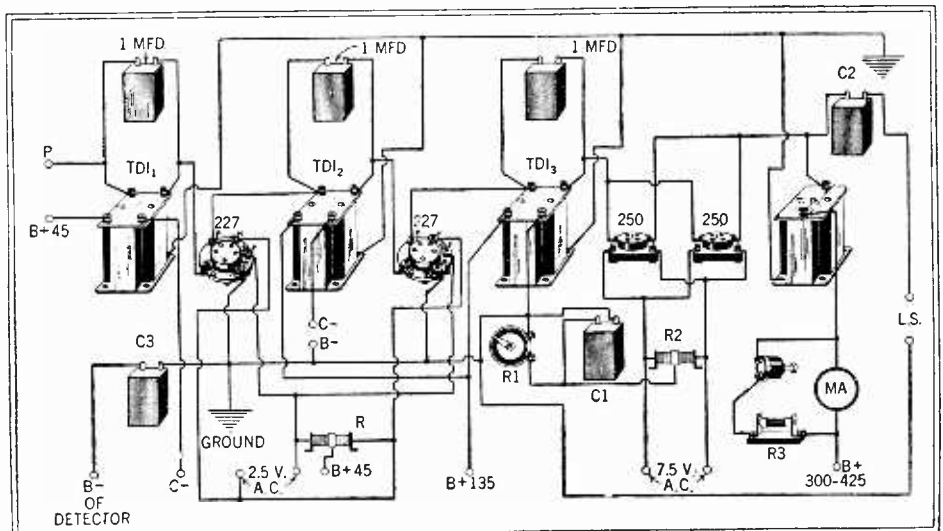 1 MFD.
1 MFD
1 MFD
C2
P
TDI1
TDI2
TDI3
B+45
227
227
250
250
C-
B-
L.S.
C3
R1
C1
R2
MA
GROUND
R
R3
B-
OF
DETECTOR
C-
2.5 V.
A.C.
B+45
B+135
7.5 V.
A.C.
B+
300-425